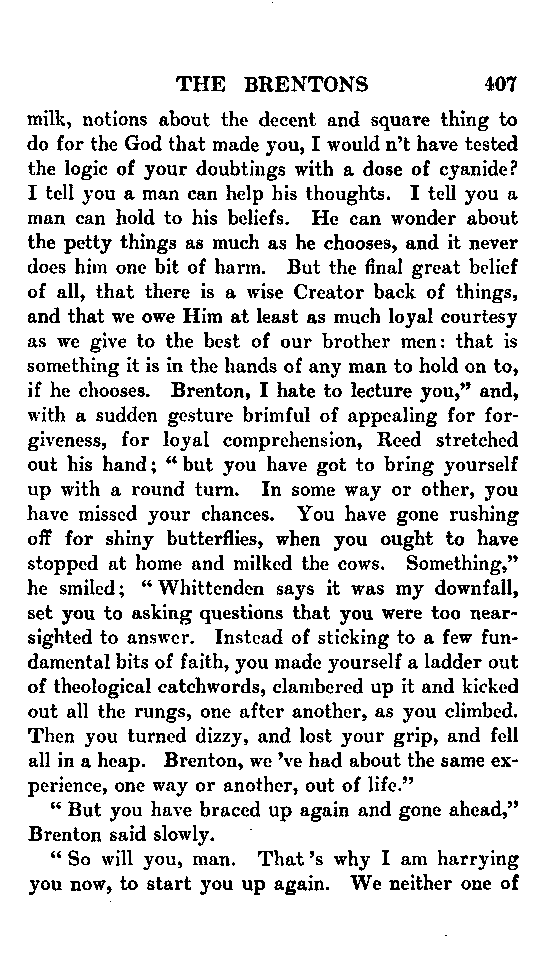 THE BRENTONS 407
milk, notions about the decent and square thing to
do for the God that made you, I would n't have tested
the logic of your doubtings with a dose of cyanide?
I tell you a man can help his thoughts. I tell you a
man can hold to his beliefs. He can wonder about
the petty things as much as he chooses, and it never
does him one bit of harm. But the final great belief
of all, that there is a wise Creator back of things,
and that we owe Him at least as much loyal courtesy
as we give to the best of our brother men: that is
something it is in the hands of any man to hold on to,
if he chooses. Brenton, I hate to lecture you,” and,
with a sudden gesture brimful of appealing for for-
giveness, for loyal comprehension, Reed stretched
out his hand; “but you have got to bring yourself
up with a round turn. In some way or other, you
have missed your chances. You have gone rushing
off for shiny butterflies, when you ought to have
stopped at home and milked the cows. Something,”
he smiled; “Whittenden says it was my downfall,
set you to asking questions that you were too near-
sighted to answer. Instead of sticking to a few fun-
damental bits of faith, you made yourself a ladder out
of theological catchwords, clambered up it and kicked
out all the rungs, one after another, as you climbed.
Then you turned dizzy, and lost your grip, and fell
all in a heap. Brenton, we 've had about the same ex-
perience, one way or another, out of life.”
“But you have braced up again and gone ahead,”
Brenton said slowly.
“So will you, man. That 's why I am harrying
you now, to start you up again. We neither one of